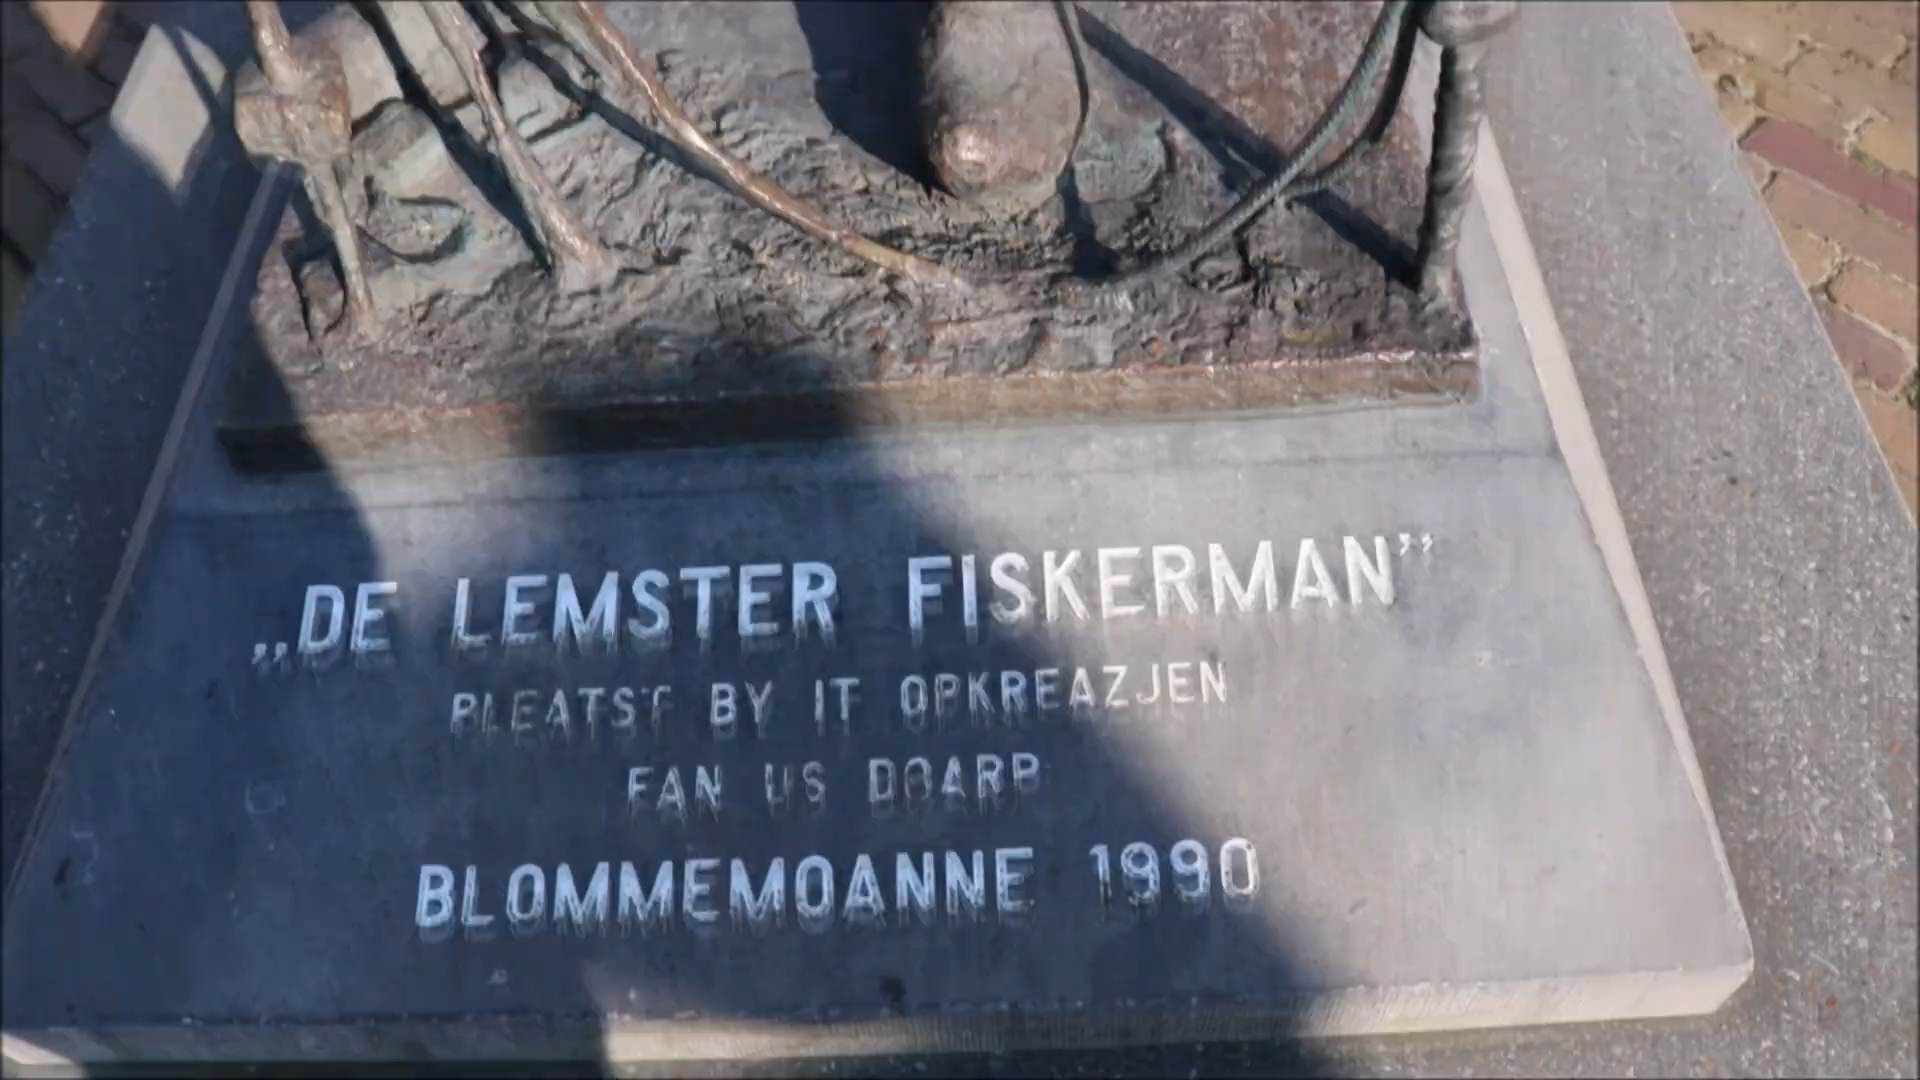 „DE LEMSTER FISKERMAN”
PLEATST BY IT OPKREAZJEN
FAN US DOARP
BLOMMEMOANNE 1990